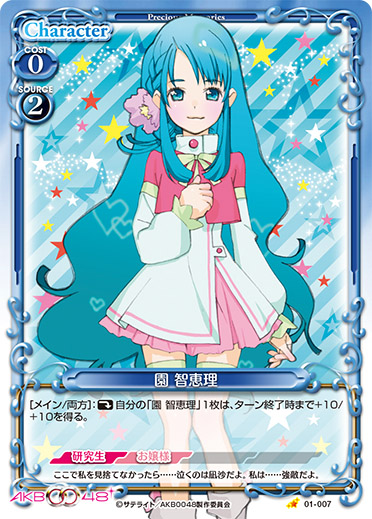 Precious Memories
Character
COST
0
SOURCE
2
園 智恵理
[メイン/両方]:自分の「園 智恵理」1枚は、ターン終了時まで+10/
+10を得る。
研究生 お嬢様
ここで私を見捨てなかったら……泣くのは凪沙だよ。私は……強敵だよ。
AKB0048
©サテライト/AKB0048製作委員会
01-007